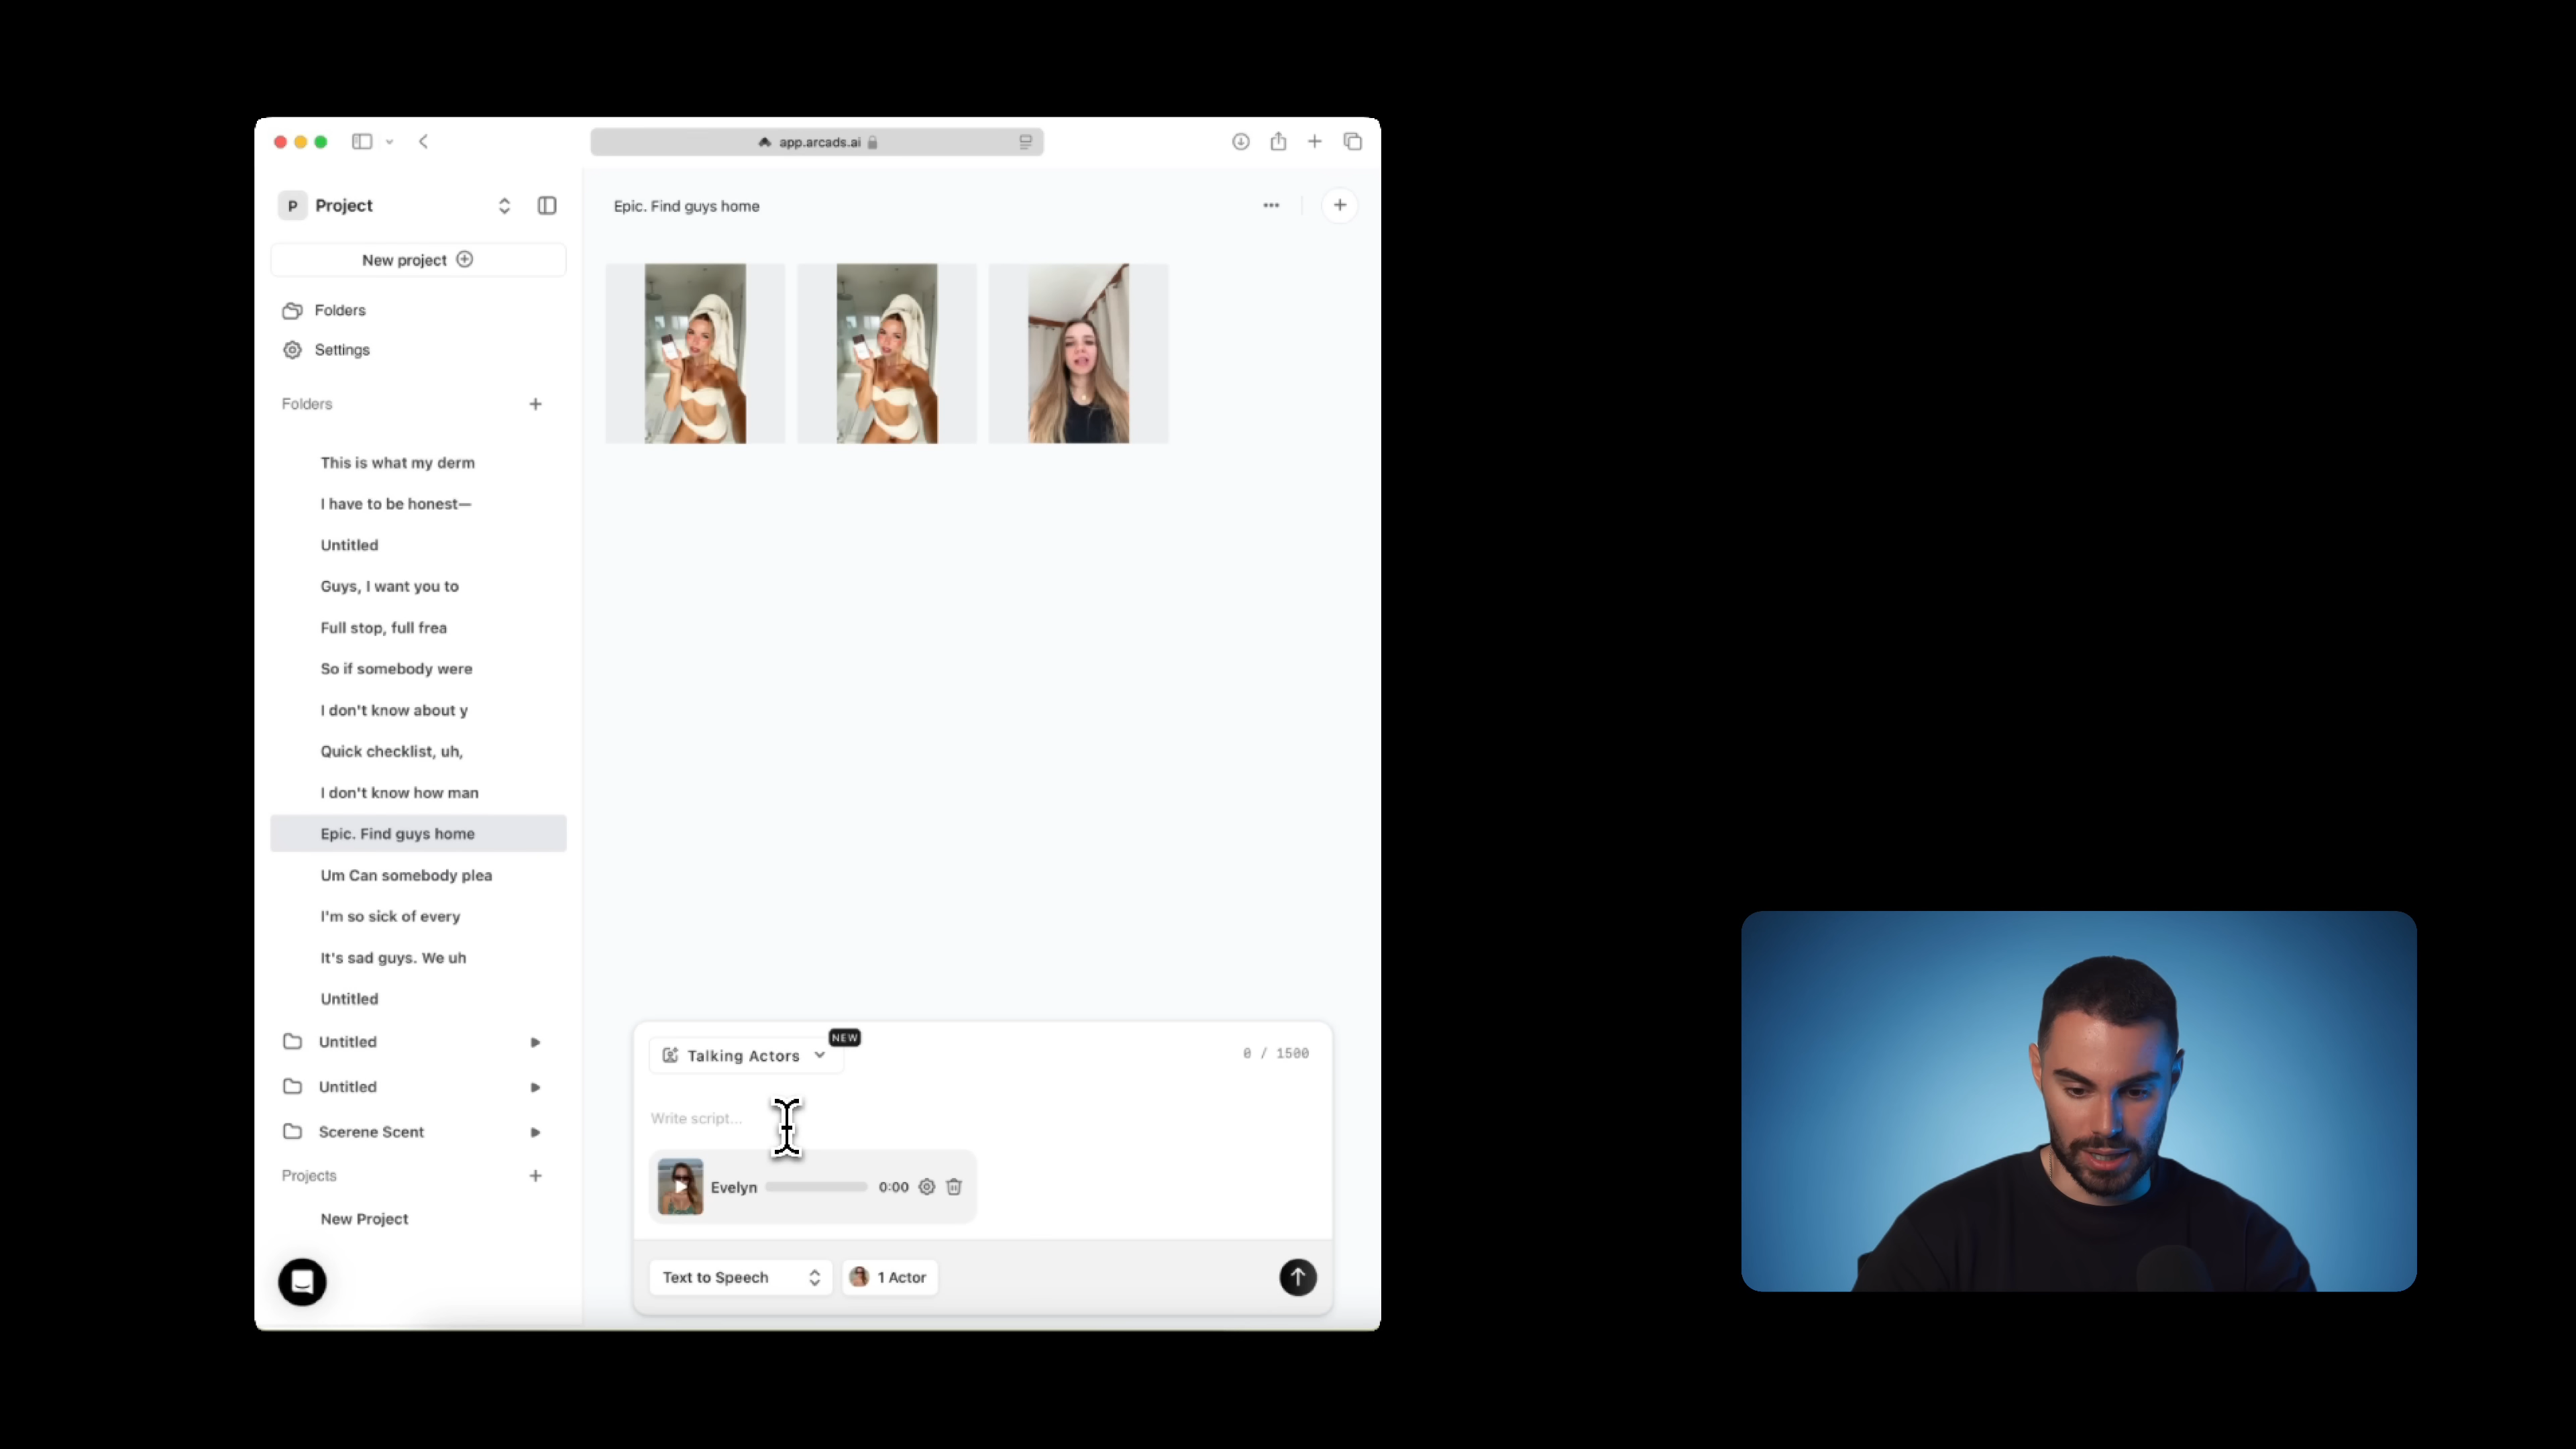 app.arcads.ai
P Project
New project
Folders
Settings
Folders
This is what my derm
I have to be honest—
Untitled
Guys, I want you to
Full stop, full frea
So if somebody were
I don't know about y
Quick checklist, uh,
I don't know how man
Epic. Find guys home
Um Can somebody plea
I'm so sick of every
It's sad guys. We uh
Untitled
Untitled
Untitled
Scerene Scent
Projects
New Project
Epic. Find guys home
Talking Actors
NEW
0 / 1500
Write script...
Evelyn
0:00
Text to Speech
1 Actor